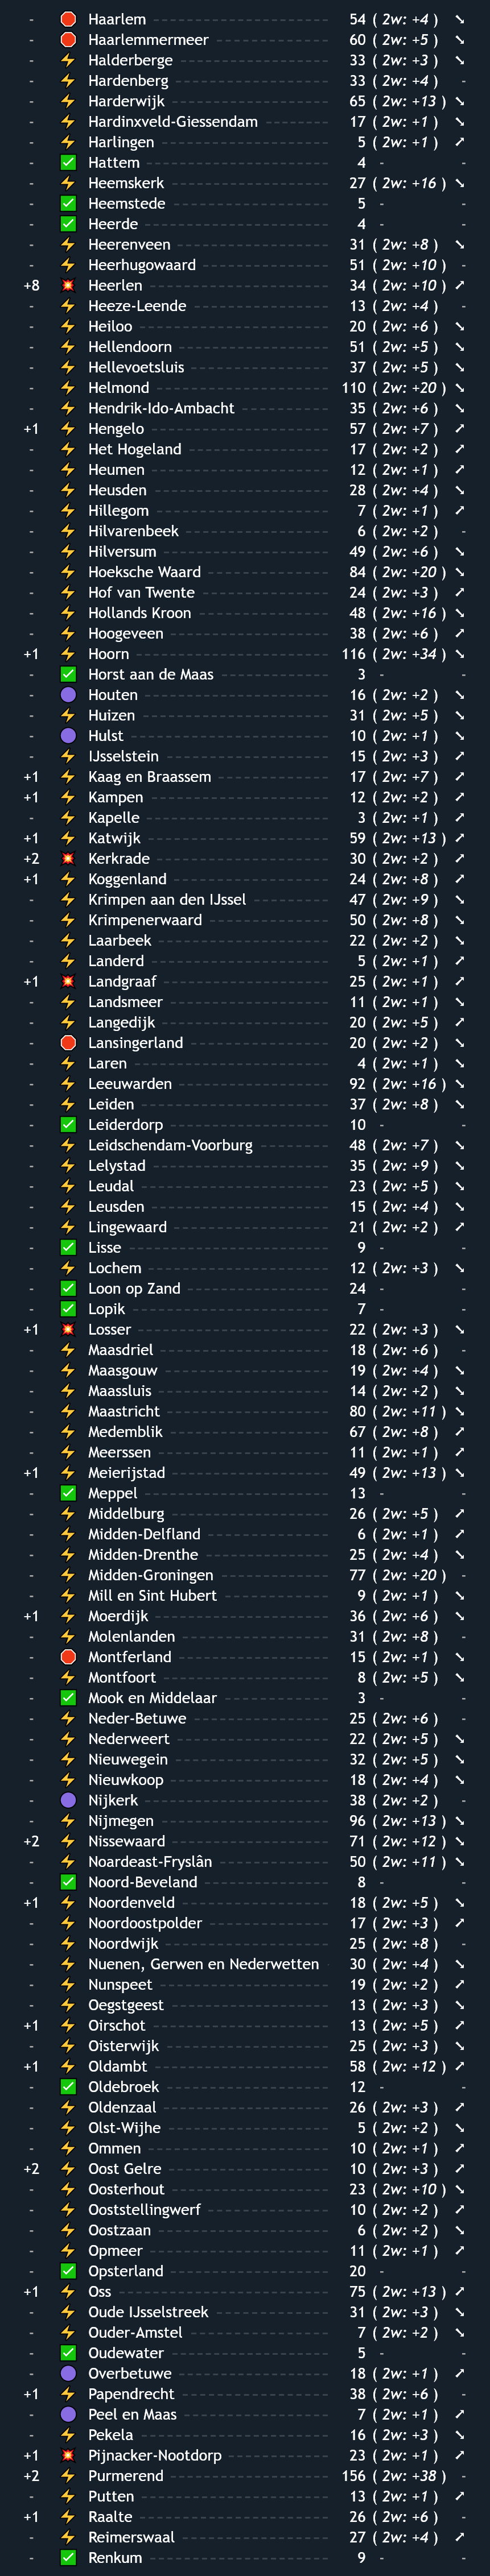 - Haarlem 54 ( 2w: +4 ) ➘
- Haarlemmermeer 60 ( 2w: +5 ) ➘
- Halderberge 33 ( 2w: +3 ) ➘
- Hardenberg 33 ( 2w: +4 ) -
- Harderwijk 65 ( 2w: +13 ) ➘
- Hardinxveld-Giessendam 17 ( 2w: +1 ) ➘
- Harlingen 5 ( 2w: +1 ) ➚
- Hattem 4 - -
- Heemskerk 27 ( 2w: +16 ) ➘
- Heemstede 5 - -
- Heerde 4 - -
- Heerenveen 31 ( 2w: +8 ) ➘
- Heerhugowaard 51 ( 2w: +10 ) -
+8 Heerlen 34 ( 2w: +10 ) ➚
- Heeze-Leende 13 ( 2w: +4 ) -
- Heiloo 20 ( 2w: +6 ) ➘
- Hellendoorn 51 ( 2w: +5 ) ➘
- Hellevoetsluis 37 ( 2w: +5 ) ➘
- Helmond 110 ( 2w: +20 ) ➘
- Hendrik-Ido-Ambacht 35 ( 2w: +6 ) ➘
+1 Hengelo 57 ( 2w: +7 ) ➚
- Het Hogeland 17 ( 2w: +2 ) ➚
- Heumen 12 ( 2w: +1 ) ➚
- Heusden 28 ( 2w: +4 ) ➘
- Hillegom 7 ( 2w: +1 ) ➚
- Hilvarenbeek 6 ( 2w: +2 ) -
- Hilversum 49 ( 2w: +6 ) ➘
- Hoeksche Waard 84 ( 2w: +20 ) ➘
- Hof van Twente 24 ( 2w: +3 ) ➚
- Hollands Kroon 48 ( 2w: +16 ) ➘
- Hoogeveen 38 ( 2w: +6 ) ➚
+1 Hoorn 116 ( 2w: +34 ) ➘
- Horst aan de Maas 3 - -
- Houten 16 ( 2w: +2 ) ➘
- Huizen 31 ( 2w: +5 ) ➘
- Hulst 10 ( 2w: +1 ) ➘
- IJsselstein 15 ( 2w: +3 ) ➚
+1 Kaag en Braassem 17 ( 2w: +7 ) ➚
+1 Kampen 12 ( 2w: +2 ) ➚
- Kapelle 3 ( 2w: +1 ) ➚
+1 Katwijk 59 ( 2w: +13 ) ➚
+2 Kerkrade 30 ( 2w: +2 ) ➚
+1 Koggenland 24 ( 2w: +8 ) ➚
- Krimpen aan den IJssel 47 ( 2w: +9 ) ➘
- Krimpenerwaard 50 ( 2w: +8 ) ➘
- Laarbeek 22 ( 2w: +2 ) ➘
- Landerd 5 ( 2w: +1 ) ➚
+1 Landgraaf 25 ( 2w: +1 ) ➚
- Landsmeer 11 ( 2w: +1 ) ➘
- Langedijk 20 ( 2w: +5 ) ➚
- Lansingerland 20 ( 2w: +2 ) ➘
- Laren 4 ( 2w: +1 ) ➘
- Leeuwarden 92 ( 2w: +16 ) ➘
- Leiden 37 ( 2w: +8 ) ➘
- Leiderdorp 10 - -
- Leidschendam-Voorburg 48 ( 2w: +7 ) ➘
- Lelystad 35 ( 2w: +9 ) ➘
- Leudal 23 ( 2w: +5 ) ➘
- Leusden 15 ( 2w: +4 ) ➘
- Lingewaard 21 ( 2w: +2 ) ➚
- Lisse 9 - -
- Lochem 12 ( 2w: +3 ) ➘
- Loon op Zand 24 - -
- Lopik 7 - -
+1 Losser 22 ( 2w: +3 ) ➘
- Maasdriel 18 ( 2w: +6 ) -
- Maasgouw 19 ( 2w: +4 ) ➘
- Maassluis 14 ( 2w: +2 ) ➘
- Maastricht 80 ( 2w: +11 ) ➘
- Medemblik 67 ( 2w: +8 ) ➚
- Meerssen 11 ( 2w: +1 ) ➚
+1 Meierijstad 49 ( 2w: +13 ) ➘
- Meppel 13 - -
- Middelburg 26 ( 2w: +5 ) ➚
- Midden-Delfland 6 ( 2w: +1 ) ➚
- Midden-Drenthe 25 ( 2w: +4 ) ➘
- Midden-Groningen 77 ( 2w: +20 ) -
- Mill en Sint Hubert 9 ( 2w: +1 ) ➘
+1 Moerdijk 36 ( 2w: +6 ) ➘
- Molenlanden 31 ( 2w: +8 ) -
- Montferland 15 ( 2w: +1 ) ➘
- Montfoort 8 ( 2w: +5 ) ➘
- Mook en Middelaar 3 - -
- Neder-Betuwe 25 ( 2w: +6 ) -
- Nederweert 22 ( 2w: +5 ) ➘
- Nieuwegein 32 ( 2w: +5 ) ➘
- Nieuwkoop 18 ( 2w: +4 ) ➘
- Nijkerk 38 ( 2w: +2 ) -
- Nijmegen 96 ( 2w: +13 ) ➘
+2 Nissewaard 71 ( 2w: +12 ) ➘
- Noardeast-Fryslân 50 ( 2w: +11 ) ➘
- Noord-Beveland 8 - -
+1 Noordenveld 18 ( 2w: +5 ) ➘
- Noordoostpolder 17 ( 2w: +3 ) ➚
- Noordwijk 25 ( 2w: +8 ) -
- Nuenen, Gerwen en Nederwetten 30 ( 2w: +4 ) ➘
- Nunspeet 19 ( 2w: +2 ) ➚
- Oegstgeest 13 ( 2w: +3 ) ➘
+1 Oirschot 13 ( 2w: +5 ) ➚
- Oisterwijk 25 ( 2w: +3 ) ➘
+1 Oldambt 58 ( 2w: +12 ) ➚
- Oldebroek 12 - -
- Oldenzaal 26 ( 2w: +3 ) ➚
- Olst-Wijhe 5 ( 2w: +2 ) ➘
- Ommen 10 ( 2w: +1 ) ➚
+2 Oost Gelre 10 ( 2w: +3 ) ➚
- Oosterhout 23 ( 2w: +10 ) ➘
- Ooststellingwerf 10 ( 2w: +2 ) ➚
- Oostzaan 6 ( 2w: +2 ) ➘
- Opmeer 11 ( 2w: +1 ) ➚
- Opsterland 20 - -
+1 Oss 75 ( 2w: +13 ) ➚
- Oude IJsselstreek 31 ( 2w: +3 ) ➘
- Ouder-Amstel 7 ( 2w: +2 ) ➘
- Oudewater 5 - -
- Overbetuwe 18 ( 2w: +1 ) ➚
+1 Papendrecht 38 ( 2w: +6 ) -
- Peel en Maas 7 ( 2w: +1 ) ➚
- Pekela 16 ( 2w: +3 ) ➘
+1 Pijnacker-Nootdorp 23 ( 2w: +1 ) ➚
+2 Purmerend 156 ( 2w: +38 ) -
- Putten 13 ( 2w: +1 ) ➚
+1 Raalte 26 ( 2w: +6 ) -
- Reimerswaal 27 ( 2w: +4 ) ➚
- Renkum 9 - -